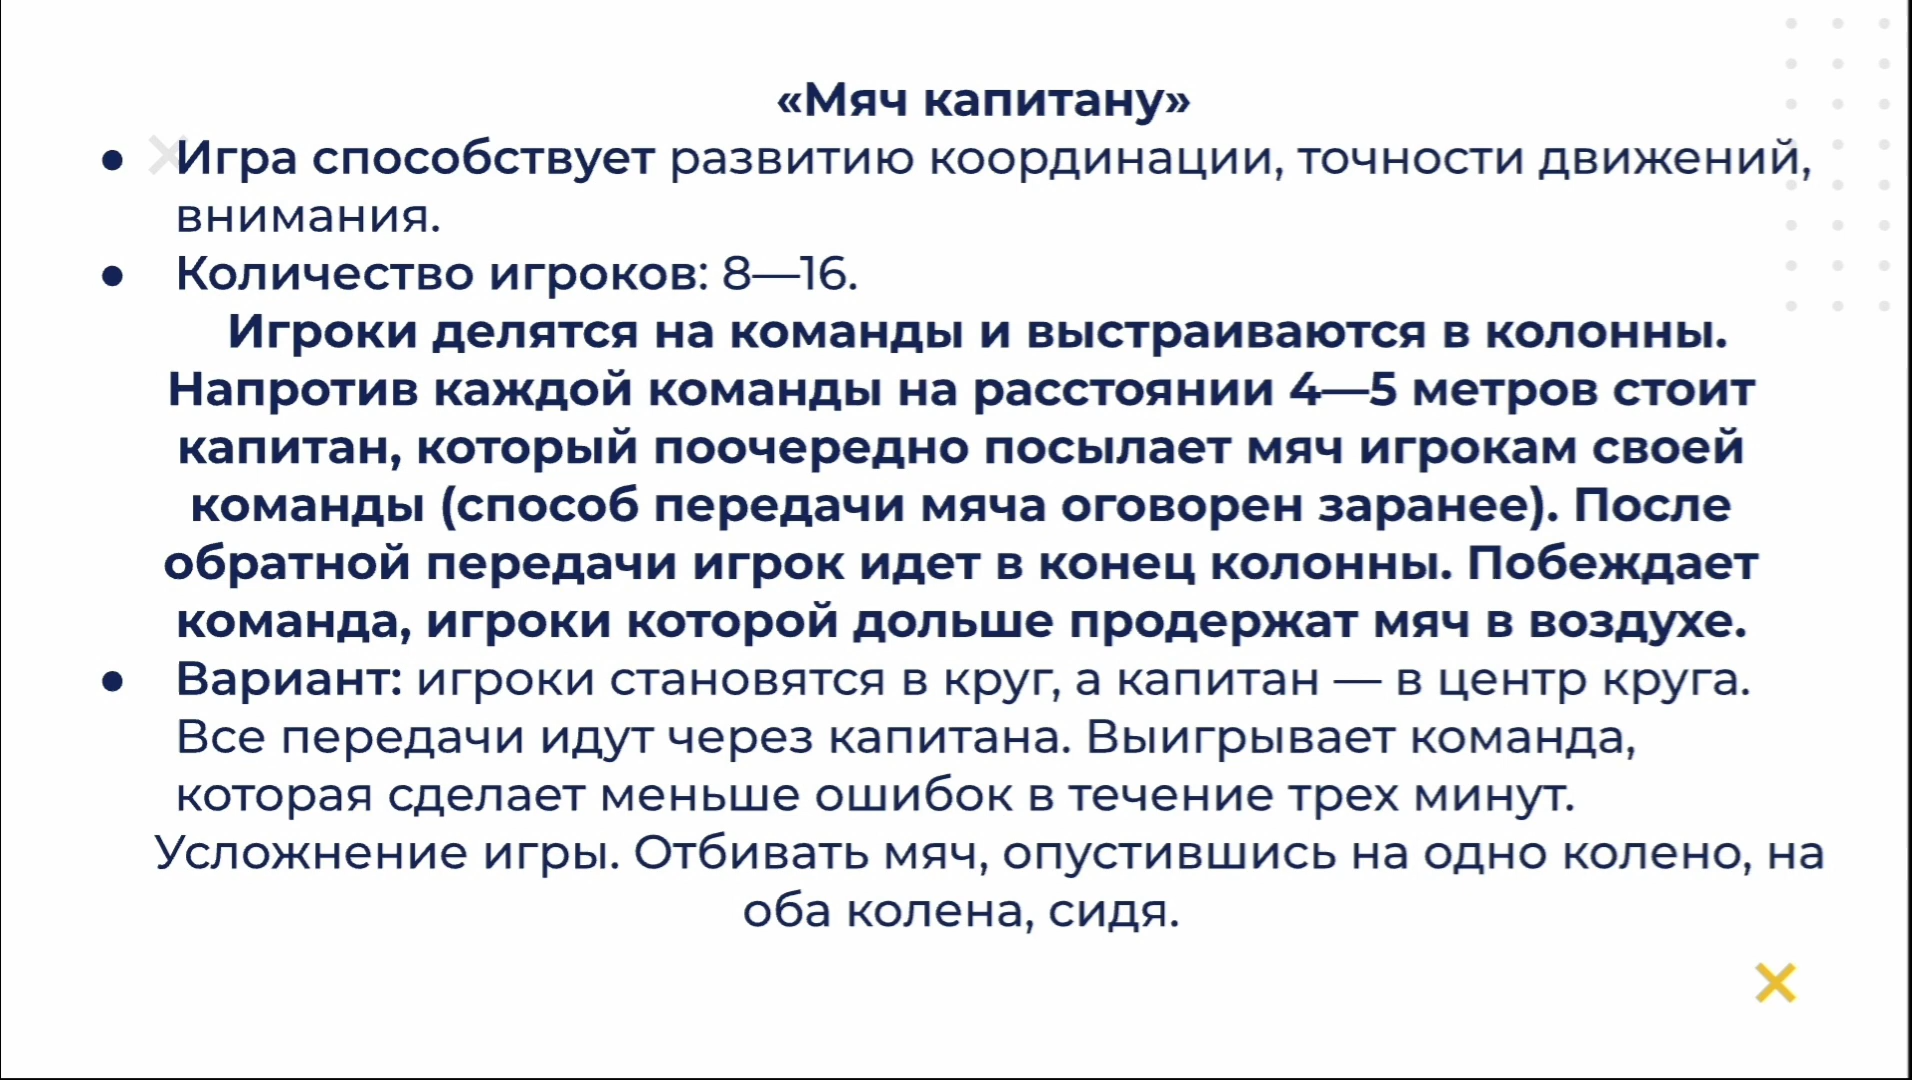 «Мяч капитану»
● Игра способствует развитию координации, точности движений,
внимания.
● Количество игроков: 8—16.
Игроки делятся на команды и выстраиваются в колонны.
Напротив каждой команды на расстоянии 4—5 метров стоит
капитан, который поочередно посылает мяч игрокам своей
команды (способ передачи мяча оговорен заранее). После
обратной передачи игрок идет в конец колонны. Побеждает
команда, игроки которой дольше продержат мяч в воздухе.
● Вариант: игроки становятся в круг, а капитан — в центр круга.
Все передачи идут через капитана. Выигрывает команда,
которая сделает меньше ошибок в течение трех минут.
Усложнение игры. Отбивать мяч, опустившись на одно колено, на
оба колена, сидя.